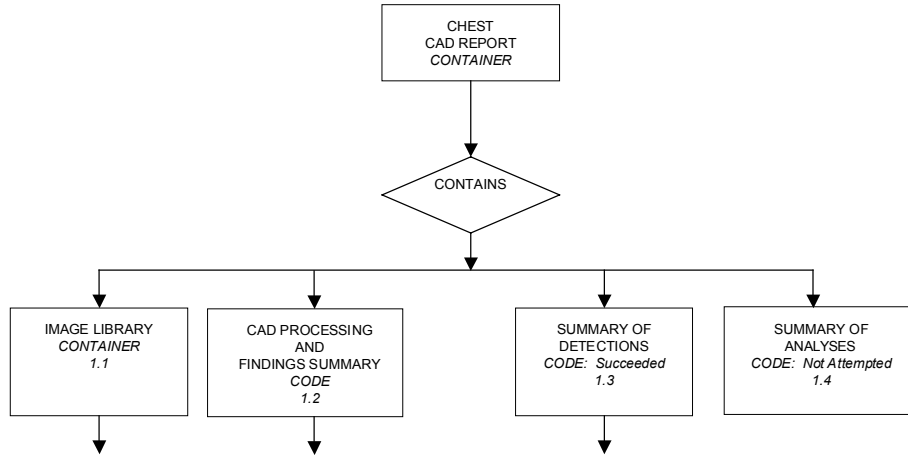 CHEST
CAD REPORT
CONTAINER
CONTAINS
IMAGE LIBRARY
CONTAINER
1.1
CAD PROCESSING
AND
FINDINGS SUMMARY
CODE
1.2
SUMMARY OF
DETECTIONS
CODE: Succeeded
1.3
SUMMARY OF
ANALYSES
CODE: Not Attempted
1.4